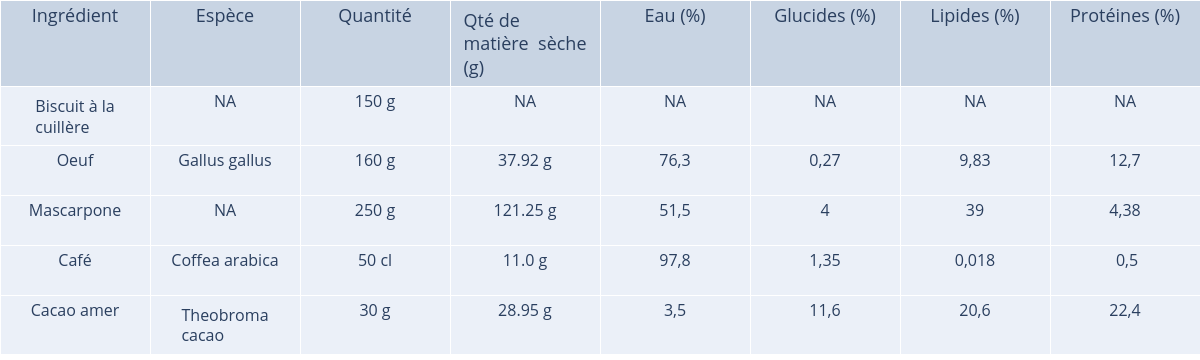 Ingrédient Espèce Quantité Qté de matière sèche (g) Eau (%) Glucides (%) Lipides (%) Protéines (%)
Biscuit à la cuillère NA 150 g NA NA NA NA NA
Oeuf Gallus gallus 160 g 37.92 g 76,3 0,27 9,83 12,7
Mascarpone NA 250 g 121.25 g 51,5 4 39 4,38
Café Coffea arabica 50 cl 11.0 g 97,8 1,35 0,018 0,5
Cacao amer Theobroma cacao 30 g 28.95 g 3,5 11,6 20,6 22,4